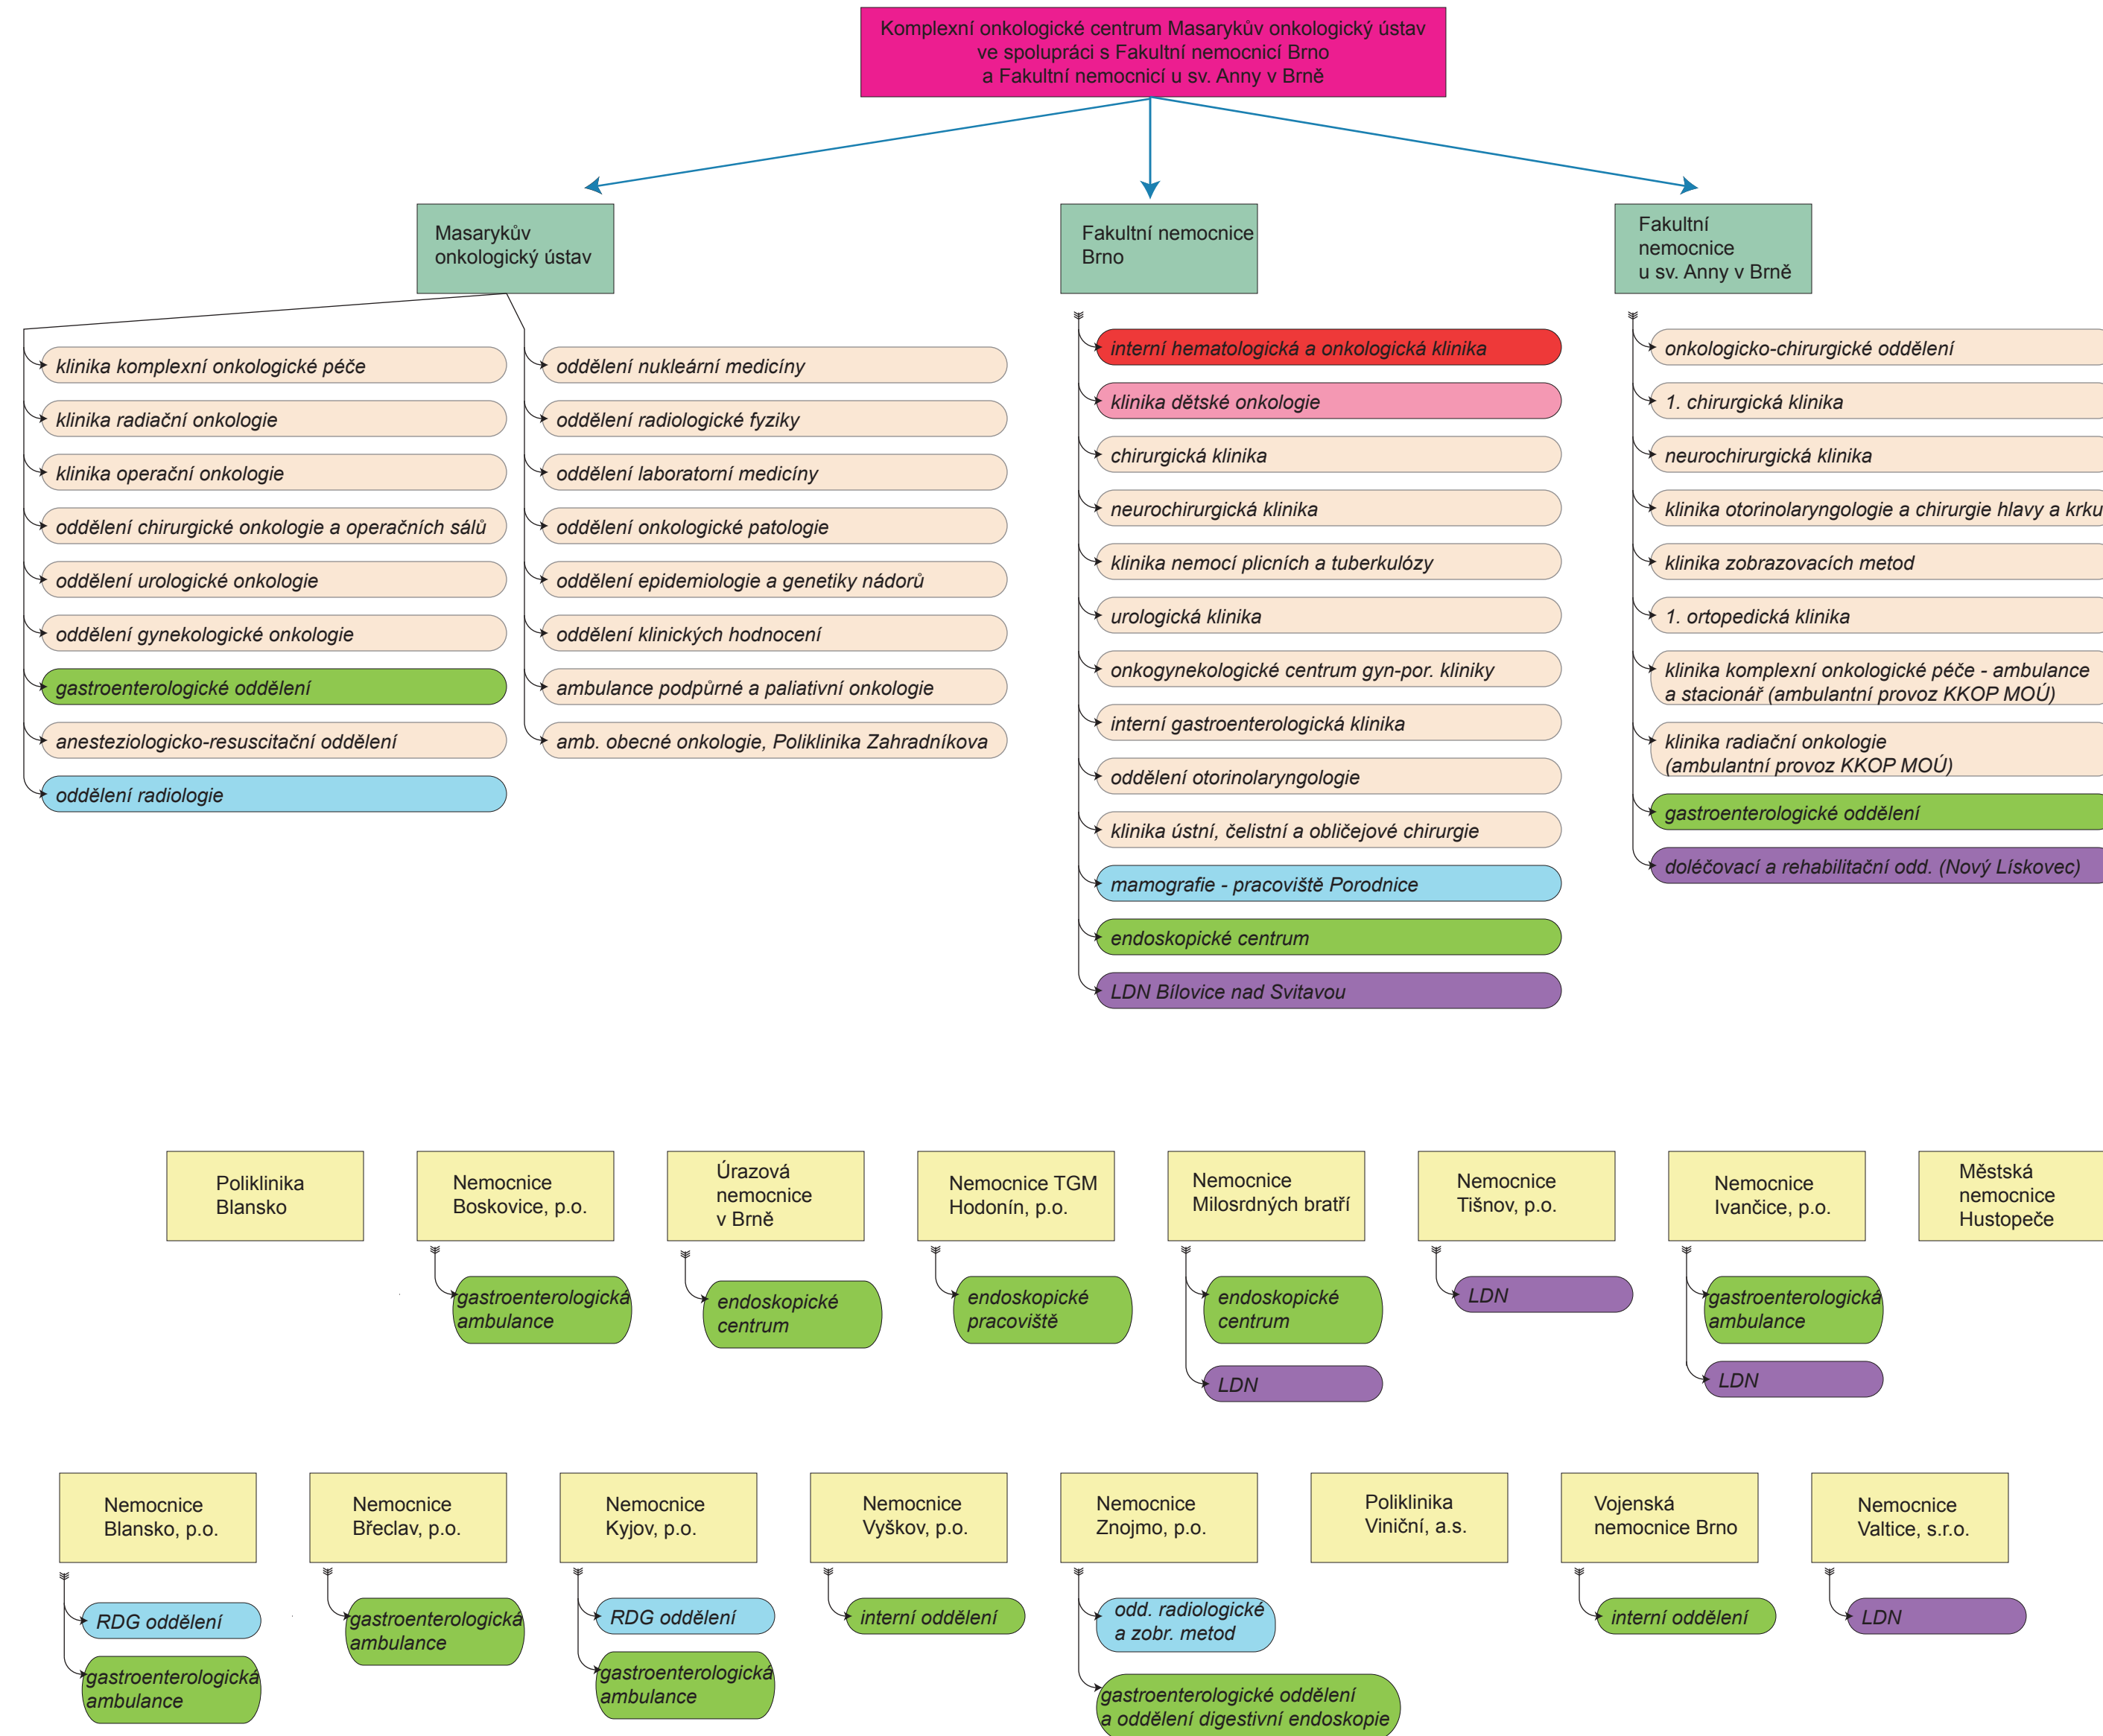 Komplexní onkologické centrum Masarykův onkologický ústav
ve spolupráci s Fakultní nemocnicí Brno
a Fakultní nemocnicí u sv. Anny v Brně
Masarykův
onkologický ústav
klinika komplexní onkologické péče
klinika radiační onkologie
klinika operační onkologie
oddělení chirurgické onkologie a operačních sálů
oddělení urologické onkologie
oddělení gynekologické onkologie
gastroenterologické oddělení
anesteziologicko-resuscitační oddělení
oddělení radiologie
oddělení nukleární medicíny
oddělení radiologické fyziky
oddělení laboratorní medicíny
oddělení onkologické patologie
oddělení epidemiologie a genetiky nádorů
oddělení klinických hodnocení
ambulance podpůrné a paliativní onkologie
amb. obecné onkologie, Poliklinika Zahradníkova
Fakultní nemocnice
Brno
interní hematologická a onkologická klinika
klinika dětské onkologie
chirurgická klinika
neurochirurgická klinika
klinika nemocí plicních a tuberkulózy
urologická klinika
onkogynekologické centrum gyn-por. kliniky
interní gastroenterologická klinika
oddělení otorinolaryngologie
klinika ústní, čelistní a obličejové chirurgie
mamografie - pracoviště Porodnice
endoskopické centrum
LDN Bílovice nad Svitavou
Fakultní
nemocnice
u sv. Anny v Brně
onkologicko-chirurgické oddělení
1. chirurgická klinika
neurochirurgická klinika
klinika otorinolaryngologie a chirurgie hlavy a krku
klinika zobrazovacích metod
1. ortopedická klinika
klinika komplexní onkologické péče - ambulance
a stacionář (ambulantní provoz KKOP MOÚ)
klinika radiační onkologie
(ambulantní provoz KKOP MOÚ)
gastroenterologické oddělení
doléčovací a rehabilitační odd. (Nový Lískovec)
Poliklinika
Blansko
Nemocnice
Boskovice, p.o.
gastroenterologická
ambulance
Úrazová
nemocnice
v Brně
endoskopické
centrum
Nemocnice TGM
Hodonín, p.o.
endoskopické
pracoviště
Nemocnice
Milosrdných bratří
endoskopické
centrum
LDN
Nemocnice
Tišnov, p.o.
LDN
Nemocnice
Ivančice, p.o.
gastroenterologická
ambulance
LDN
Městská
nemocnice
Hustopeče
Nemocnice
Blansko, p.o.
RDG oddělení
gastroenterologická
ambulance
Nemocnice
Břeclav, p.o.
gastroenterologická
ambulance
Nemocnice
Kyjov, p.o.
RDG oddělení
gastroenterologická
ambulance
Nemocnice
Vyškov, p.o.
interní oddělení
Nemocnice
Znojmo, p.o.
odd. radiologické
a zobr. metod
gastroenterologické oddělení
a oddělení digestivní endoskopie
Poliklinika
Viniční, a.s.
Vojenská
nemocnice Brno
interní oddělení
Nemocnice
Valtice, s.r.o.
LDN